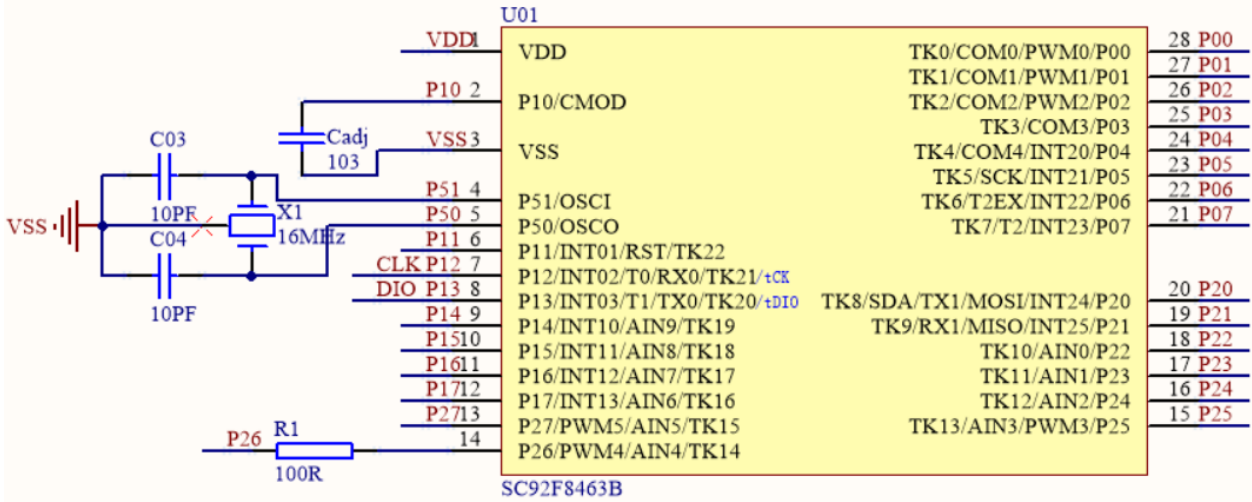 U01
VDD 1 VDD TK0/COM0/PWM0/P00 28 P00
TK1/COM1/PWM1/P01 27 P01
P10 2 P10/CMOD TK2/COM2/PWM2/P02 26 P02
TK3/COM3/P03 25 P03
Cadj
103
VSS 3 VSS TK4/COM4/INT20/P04 24 P04
C03
10PF
TK5/SCK/INT21/P05 23 P05
P51 4 P51/OSCI TK6/T2EX/INT22/P06 22 P06
VSS
X1
16MHz
P50 5 P50/OSCO TK7/T2/INT23/P07 21 P07
C04
10PF
P11 6 P11/INT01/RST/TK22
CLK P12 7 P12/INT02/T0/RX0/TK21/tCK
DIO P13 8 P13/INT03/T1/TX0/TK20/tDIO TK8/SDA/TX1/MOSI/INT24/P20 20 P20
P14 9 P14/INT10/AIN9/TK19 TK9/RX1/MISO/INT25/P21 19 P21
P15 10 P15/INT11/AIN8/TK18 TK10/AIN0/P22 18 P22
P16 11 P16/INT12/AIN7/TK17 TK11/AIN1/P23 17 P23
P17 12 P17/INT13/AIN6/TK16 TK12/AIN2/P24 16 P24
P27 13 P27/PWM5/AIN5/TK15 TK13/AIN3/PWM3/P25 15 P25
P26 R1 14 P26/PWM4/AIN4/TK14
100R
SC92F8463B